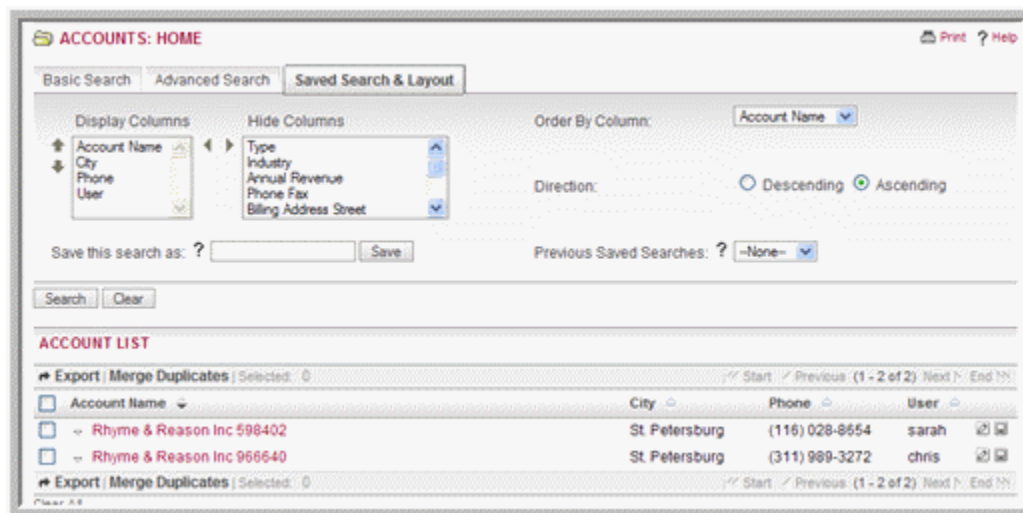 ACCOUNTS: HOME Print ? Help
Basic Search Advanced Search Saved Search & Layout
Display Columns Hide Columns Order By Column: Account Name
Account Name Type
City Industry
Phone Annual Revenue
User Phone Fax
Billing Address Street
Direction: Descending Ascending
Save this search as: ? Save Previous Saved Searches: ? --None--
Search Clear
ACCOUNT LIST
Export | Merge Duplicates | Selected: 0 Start Previous (1 - 2 of 2) Next End
Account Name City Phone User
Rhyme & Reason Inc 598402 St. Petersburg (116) 028-8654 sarah
Rhyme & Reason Inc 966640 St. Petersburg (311) 989-3272 chris
Export | Merge Duplicates | Selected: 0 Start Previous (1 - 2 of 2) Next End
Clear All